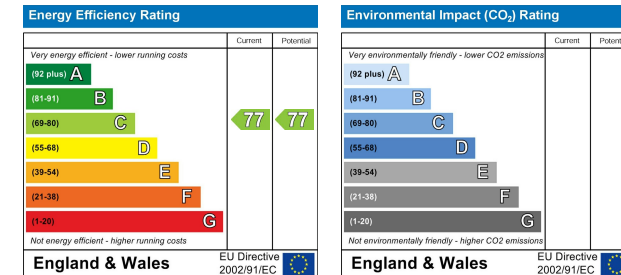 Energy Efficiency Rating
Current Potential
Very energy efficient - lower running costs
(92 plus) A
(81-91) B
(69-80) C 77 77
(55-68) D
(39-54) E
(21-38) F
(1-20) G
Not energy efficient - higher running costs
England & Wales
EU Directive
2002/91/EC
Environmental Impact (CO₂) Rating
Current Potent
Very environmentally friendly - lower CO2 emissions
(92 plus) A
(81-91) B
(69-80) C
(55-68) D
(39-54) E
(21-38) F
(1-20) G
Not environmentally friendly - higher CO2 emissions
England & Wales
EU Directive
2002/91/EC